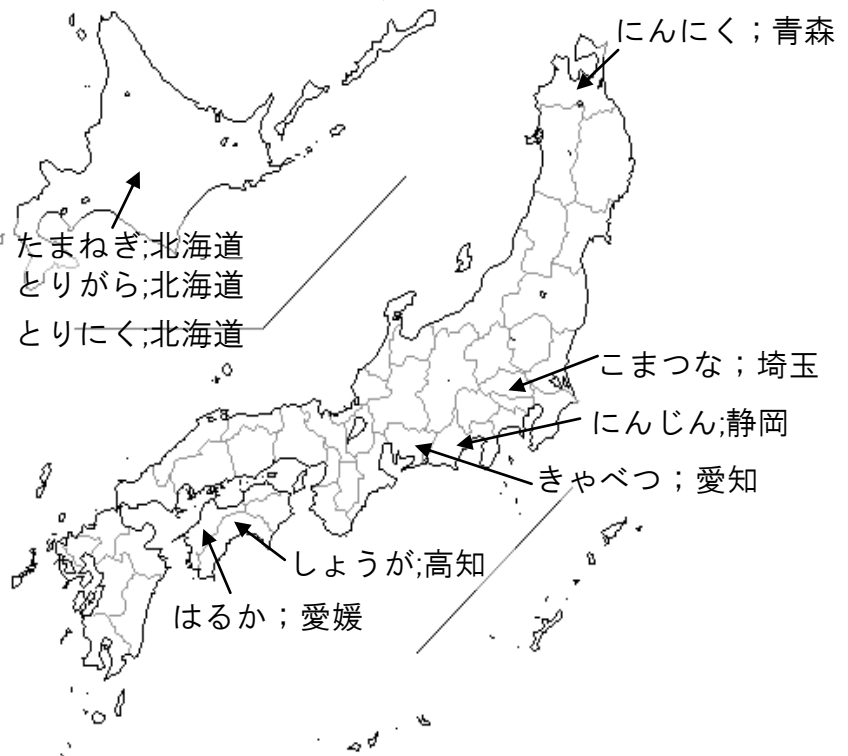 にんにく；青森
たまねぎ;北海道
とりがら;北海道
とりにく;北海道
こまつな；埼玉
にんじん;静岡
きゃべつ；愛知
しょうが;高知
はるか；愛媛